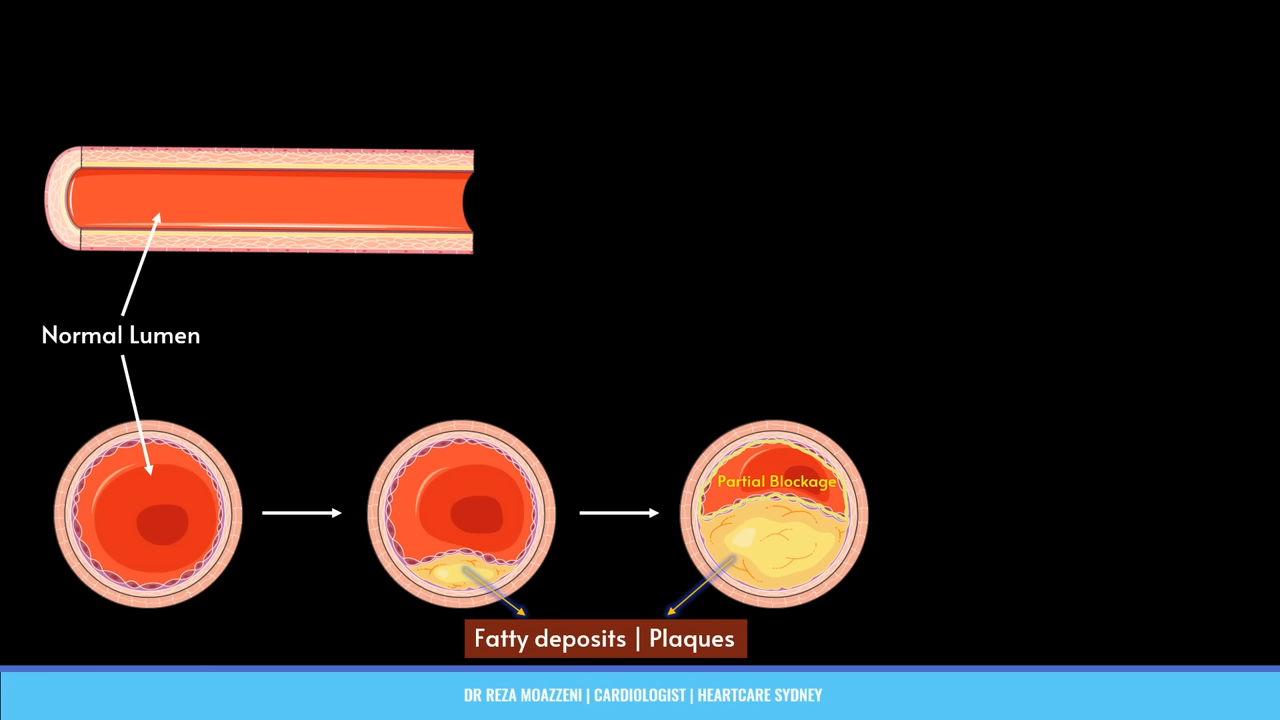 Normal Lumen
Partial Blockage
Fatty deposits | Plaques
DR REZA MOAZZENI | CARDIOLOGIST | HEARTCARE SYDNEY